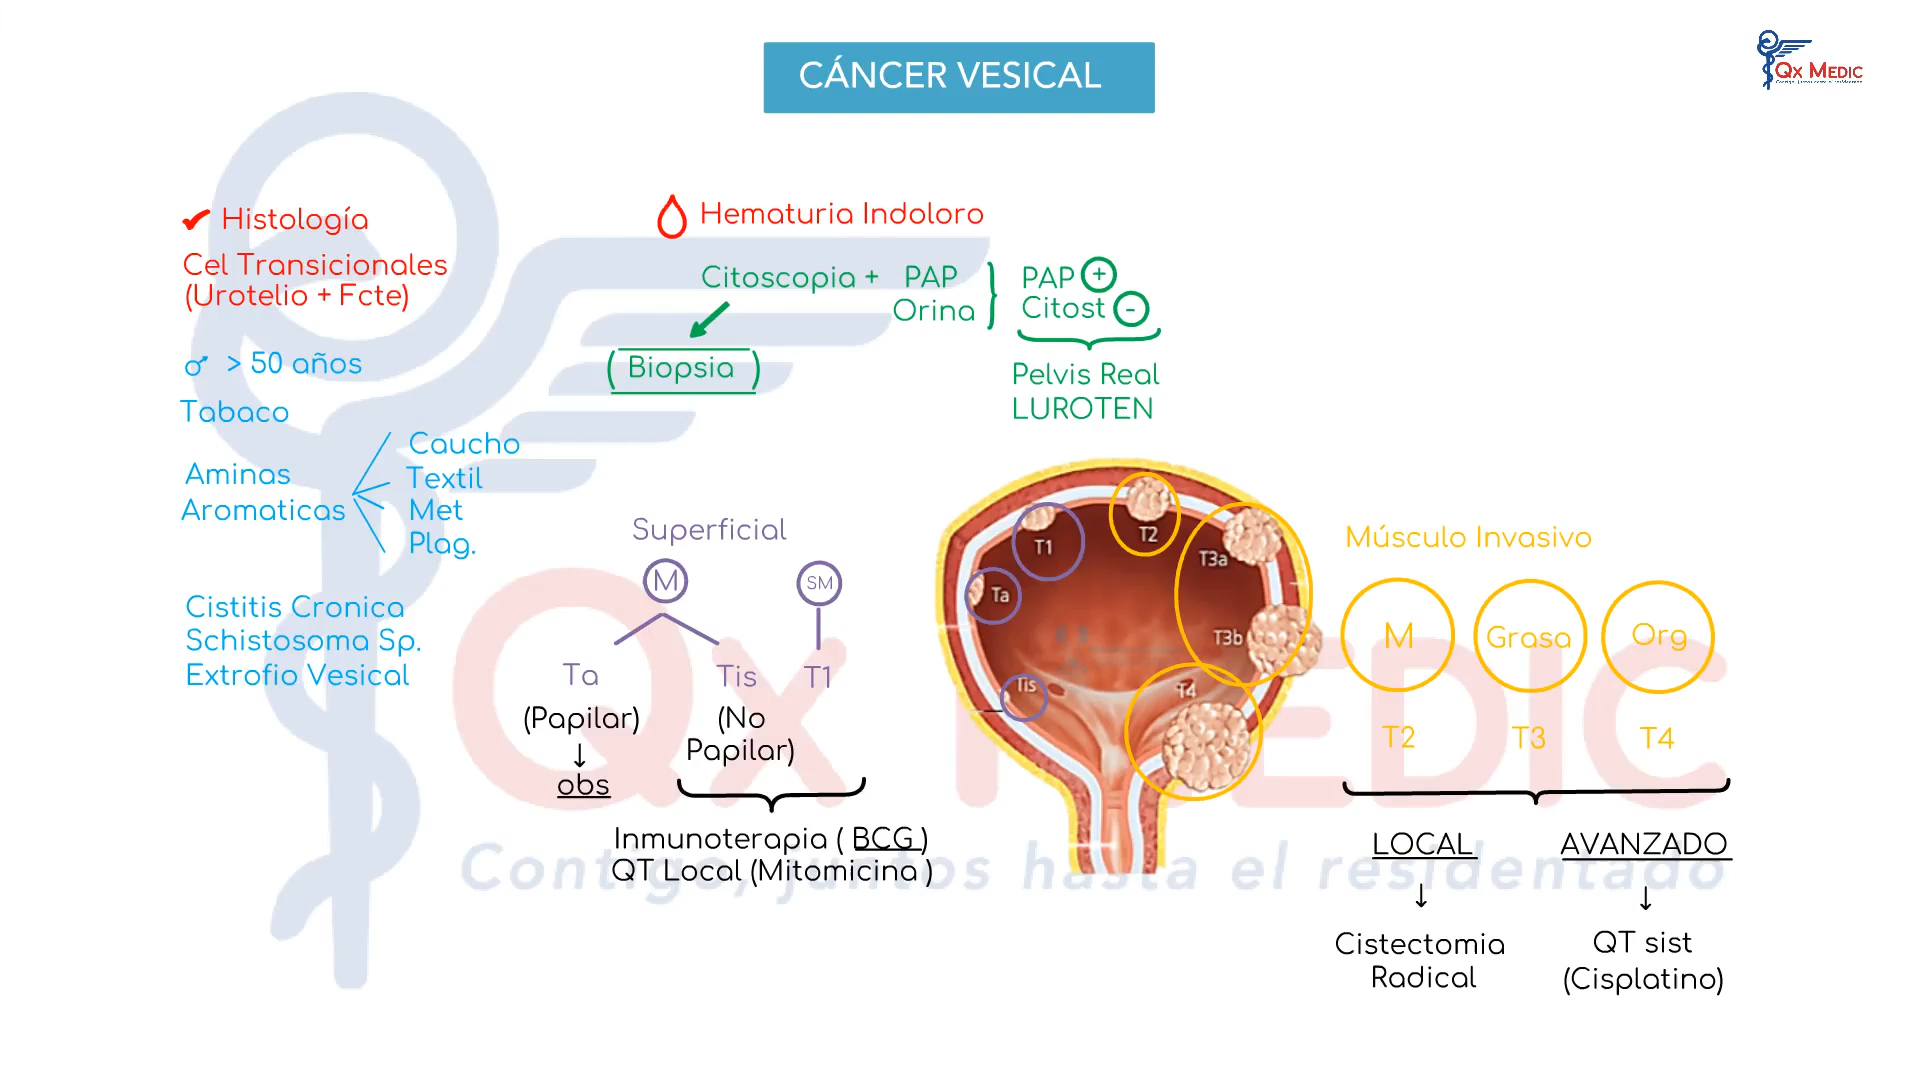 CÁNCER VESICAL
QX MEDIC
Histología
Cel Transicionales
(Urotelio + Fcte)
♂ > 50 años
Tabaco
Aminas
Aromaticas
Caucho
Textil
Met
Plag.
Cistitis Cronica
Schistosoma Sp.
Extrofio Vesical
Hematuria Indoloro
Citoscopia + PAP
Orina
PAP +
Citost -
Biopsia
Pelvis Real
LUROTEN
Superficial
M
SM
Ta
Tis
T1
(Papilar)
(No
Papilar)
↓
obs
Inmunoterapia ( BCG )
QT Local (Mitomicina )
T1
T2
T3a
Ta
T3b
Tis
T4
Músculo Invasivo
M
Grasa
Org
T2
T3
T4
LOCAL
↓
Cistectomia
Radical
AVANZADO
↓
QT sist
(Cisplatino)
Qx MEDIC
Contigo, juntos hasta el residentado